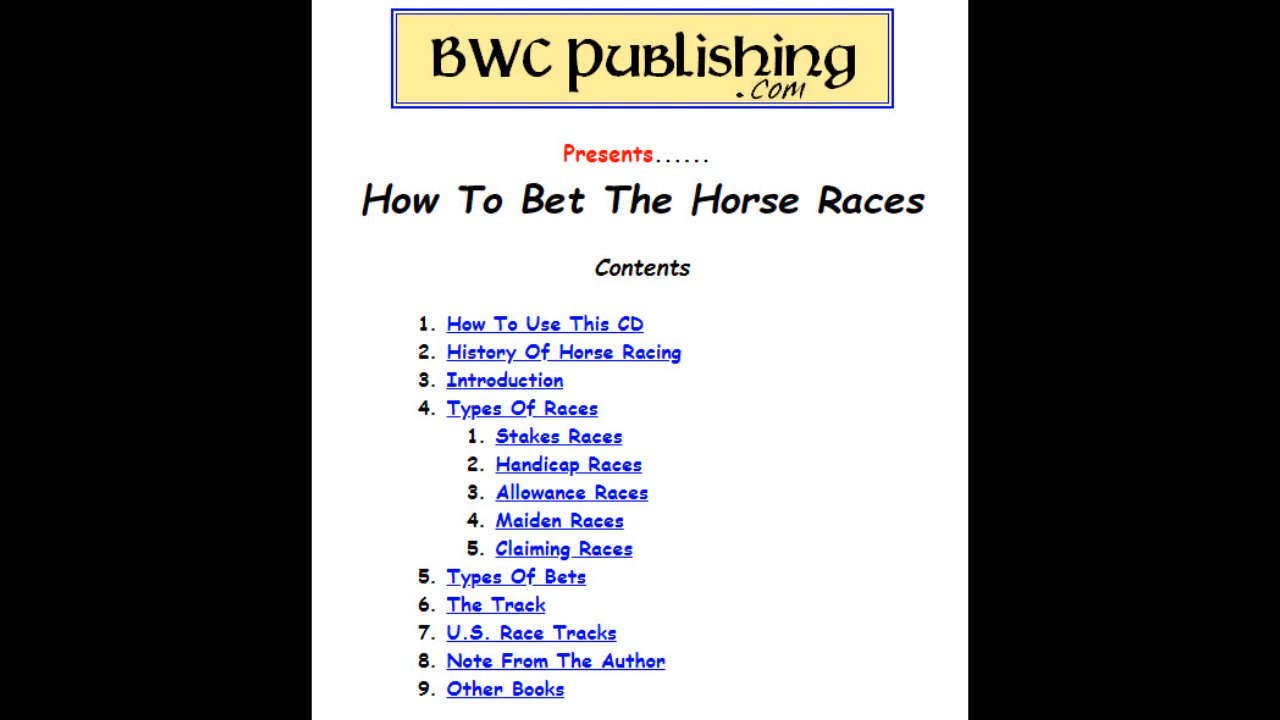 BWC Publishing
.Com
Presents......
How To Bet The Horse Races
Contents
1. How To Use This CD
2. History Of Horse Racing
3. Introduction
4. Types Of Races
1. Stakes Races
2. Handicap Races
3. Allowance Races
4. Maiden Races
5. Claiming Races
5. Types Of Bets
6. The Track
7. U.S. Race Tracks
8. Note From The Author
9. Other Books